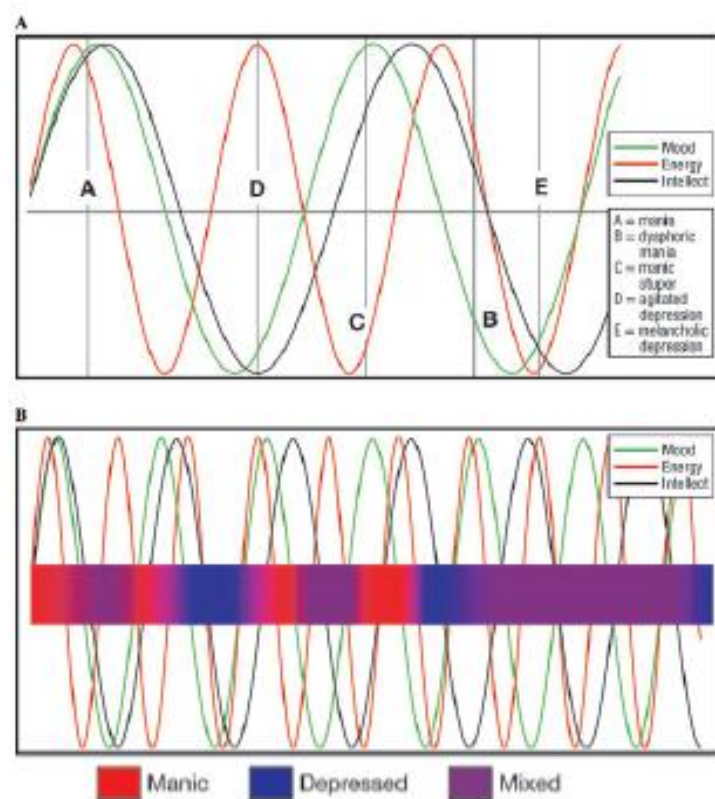 A
Mood
Energy
Intellect
A
D
E
C
B
A = mania
B = dysphoric
mania
C = manic
stupor
D = agitated
depression
E = melancholic
depression
B
Mood
Energy
Intellect
Manic
Depressed
Mixed